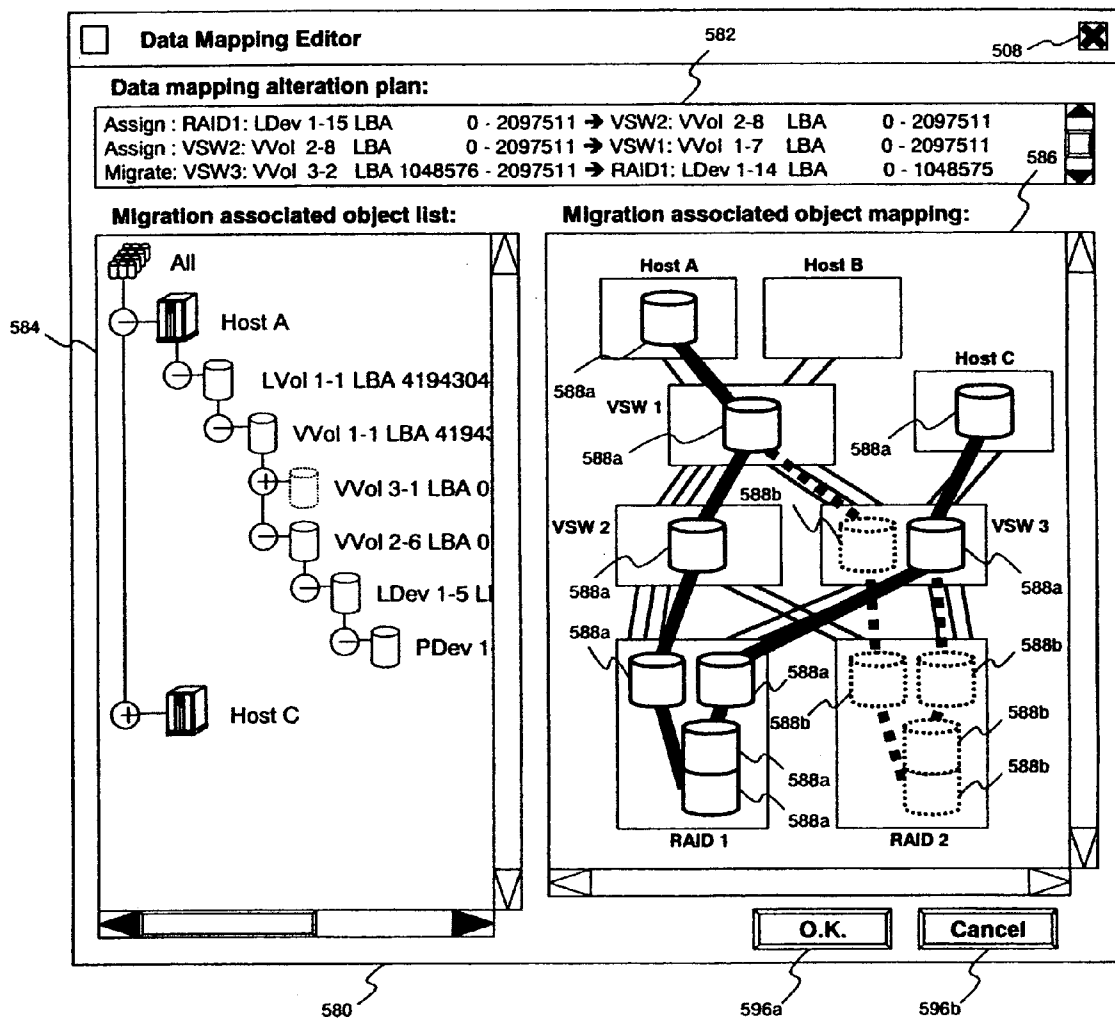 Data Mapping Editor
582
508
Data mapping alteration plan:
Assign : RAID1: LDev 1-15 LBA 0 - 2097511 ➔ VSW2: VVol 2-8 LBA 0 - 2097511
Assign : VSW2: VVol 2-8 LBA 0 - 2097511 ➔ VSW1: VVol 1-7 LBA 0 - 2097511
Migrate: VSW3: VVol 3-2 LBA 1048576 - 2097511 ➔ RAID1: LDev 1-14 LBA 0 - 1048575
586
Migration associated object list:
584
All
Host A
LVol 1-1 LBA 4194304
VVol 1-1 LBA 4194
VVol 3-1 LBA 0
VVol 2-6 LBA 0
LDev 1-5
PDev 1
Host C
Migration associated object mapping:
Host A
Host B
588a
Host C
VSW 1
588a
588a
588b
VSW 2
VSW 3
588a
588a
588a
588a
588b
588b
588b
588a
588b
588a
RAID 1
RAID 2
O.K.
Cancel
580
596a
596b